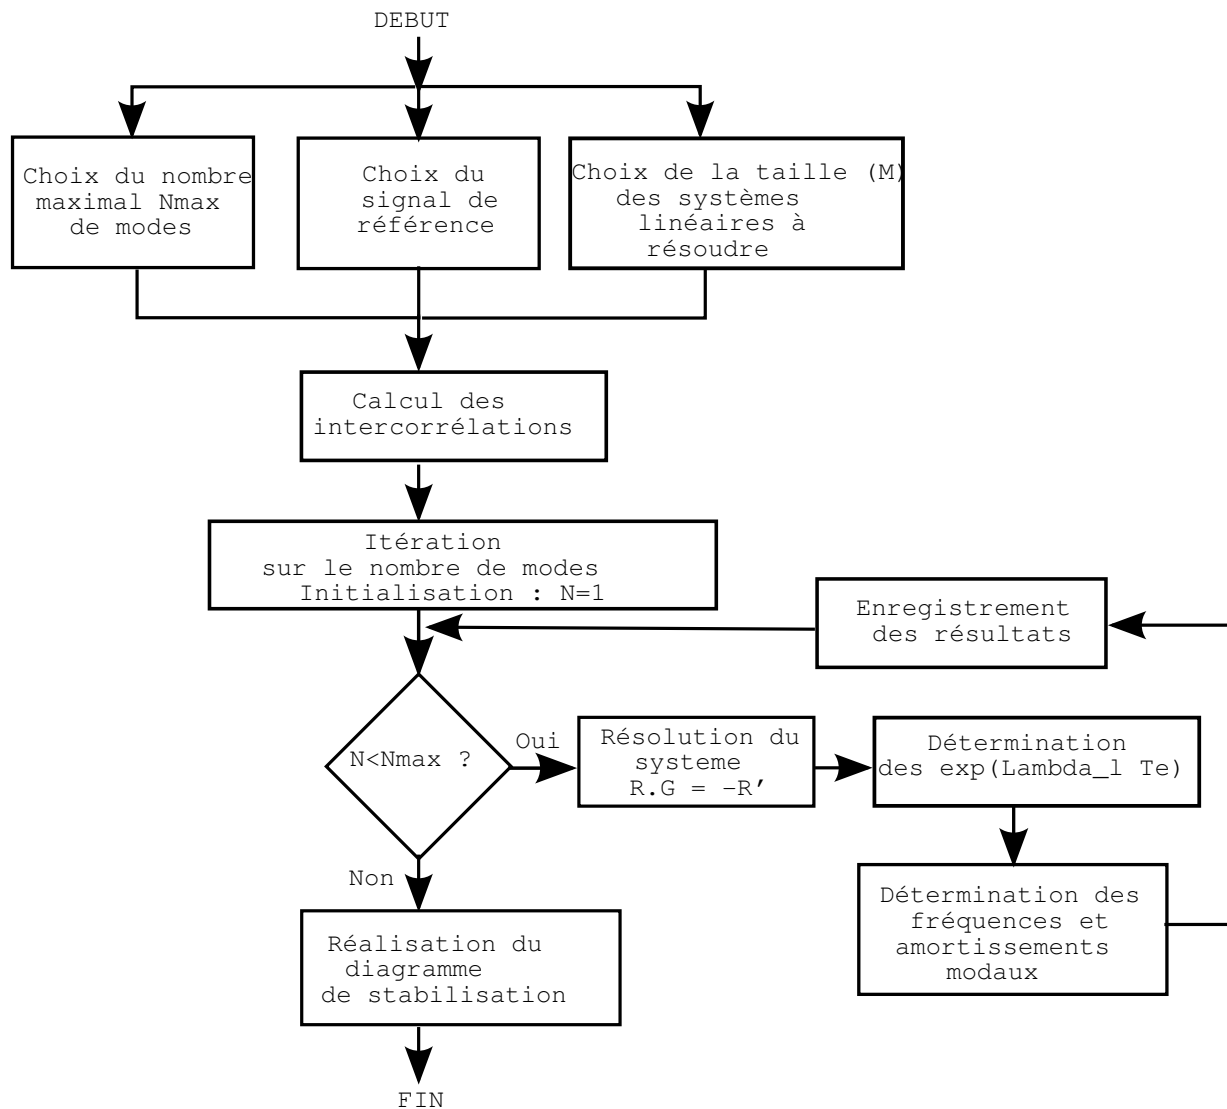 DEBUT
Choix du nombre
maximal Nmax
de modes
Choix du
signal de
référence
Choix de la taille (M)
des systèmes
linéaires à
résoudre
Calcul des
intercorrélations
Itération
sur le nombre de modes
Initialisation : N=1
Enregistrement
des résultats
N<Nmax ?
Oui
Résolution du
systeme
R.G = -R'
Détermination
des exp(Lambda_l Te)
Non
Détermination des
fréquences et
amortissements
modaux
Réalisation du
diagramme
de stabilisation
FIN